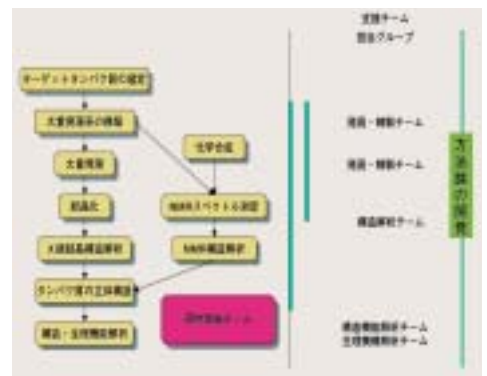 支援チーム
担当グループ
ターゲットタンパク質の選定
大量発現系の構築
発現・精製チーム
大量発現
化学合成
発現・精製チーム
方法論の開発
結晶化
NMRスペクトル測定
構造解析チーム
X線結晶構造解析
NMR構造解析
タンパク質の立体構造
構造・生理機能解析
構造機能解析チーム
生理機能解析チーム